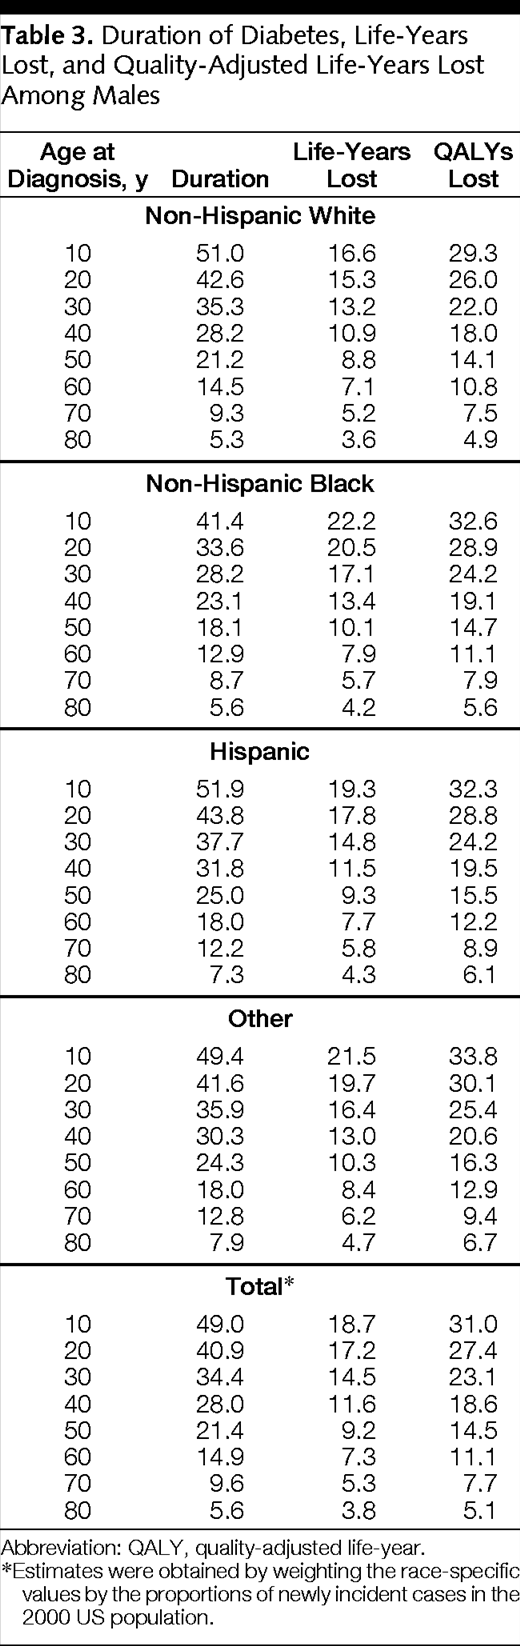 Table 3. Duration of Diabetes, Life-Years
Lost, and Quality-Adjusted Life-Years Lost
Among Males
Age at Diagnosis, y Duration Life-Years Lost QALYs Lost
Non-Hispanic White
10 51.0 16.6 29.3
20 42.6 15.3 26.0
30 35.3 13.2 22.0
40 28.2 10.9 18.0
50 21.2 8.8 14.1
60 14.5 7.1 10.8
70 9.3 5.2 7.5
80 5.3 3.6 4.9
Non-Hispanic Black
10 41.4 22.2 32.6
20 33.6 20.5 28.9
30 28.2 17.1 24.2
40 23.1 13.4 19.1
50 18.1 10.1 14.7
60 12.9 7.9 11.1
70 8.7 5.7 7.9
80 5.6 4.2 5.6
Hispanic
10 51.9 19.3 32.3
20 43.8 17.8 28.8
30 37.7 14.8 24.2
40 31.8 11.5 19.5
50 25.0 9.3 15.5
60 18.0 7.7 12.2
70 12.2 5.8 8.9
80 7.3 4.3 6.1
Other
10 49.4 21.5 33.8
20 41.6 19.7 30.1
30 35.9 16.4 25.4
40 30.3 13.0 20.6
50 24.3 10.3 16.3
60 18.0 8.4 12.9
70 12.8 6.2 9.4
80 7.9 4.7 6.7
Total*
10 49.0 18.7 31.0
20 40.9 17.2 27.4
30 34.4 14.5 23.1
40 28.0 11.6 18.6
50 21.4 9.2 14.5
60 14.9 7.3 11.1
70 9.6 5.3 7.7
80 5.6 3.8 5.1
Abbreviation: QALY, quality-adjusted life-year.
*Estimates were obtained by weighting the race-specific
values by the proportions of newly incident cases in the
2000 US population.